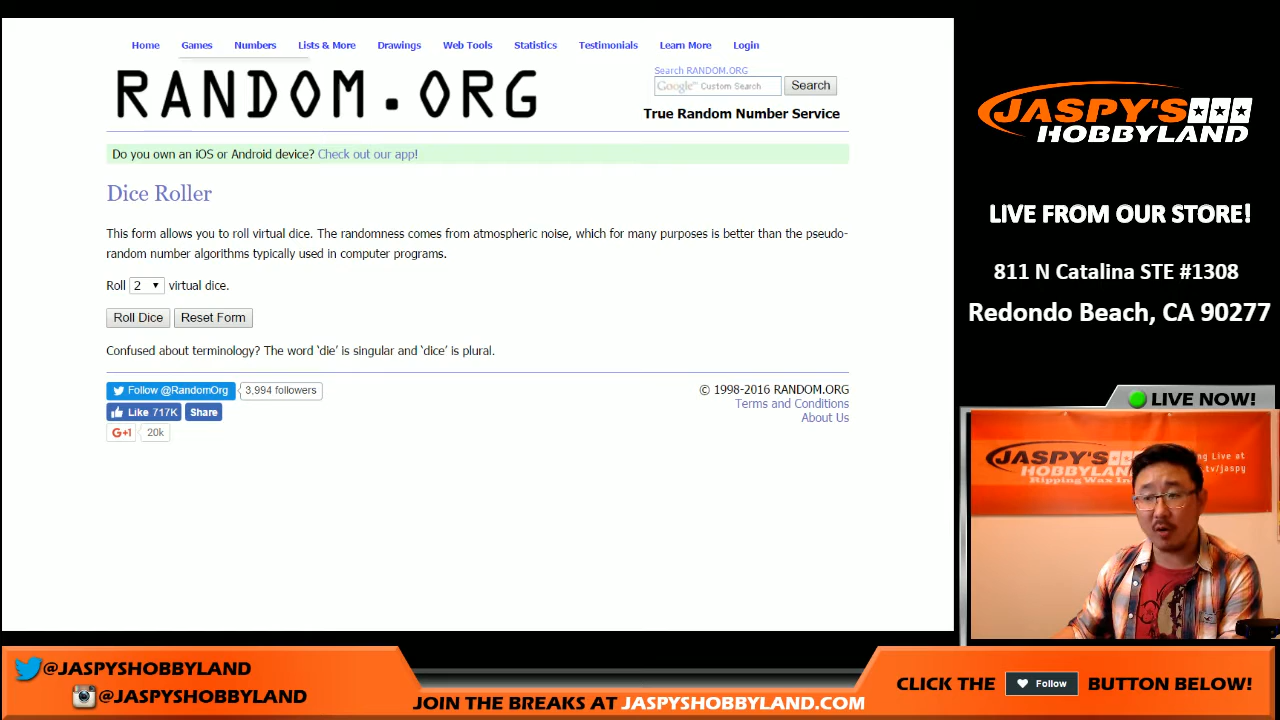 Home Games Numbers Lists & More Drawings Web Tools Statistics Testimonials Learn More Login
RANDOM.ORG
Search RANDOM.ORG
Google™ Custom Search Search
True Random Number Service
Do you own an iOS or Android device? Check out our app!
Dice Roller
This form allows you to roll virtual dice. The randomness comes from atmospheric noise, which for many purposes is better than the pseudo-
random number algorithms typically used in computer programs.
Roll 2 virtual dice.
Roll Dice Reset Form
Confused about terminology? The word ‘die’ is singular and ‘dice’ is plural.
Follow @RandomOrg 3,994 followers
Like 717K Share
G+1 20k
© 1998-2016 RANDOM.ORG
Terms and Conditions
About Us
JASPY'S
HOBBYLAND
LIVE FROM OUR STORE!
811 N Catalina STE #1308
Redondo Beach, CA 90277
LIVE NOW!
JASPY'S
HOBBYLAND
Ripping Wax
ng Live at
.tv/jaspy
@JASPYSHOBBYLAND
@JASPYSHOBBYLAND
JOIN THE BREAKS AT JASPYSHOBBYLAND.COM
CLICK THE Follow BUTTON BELOW!